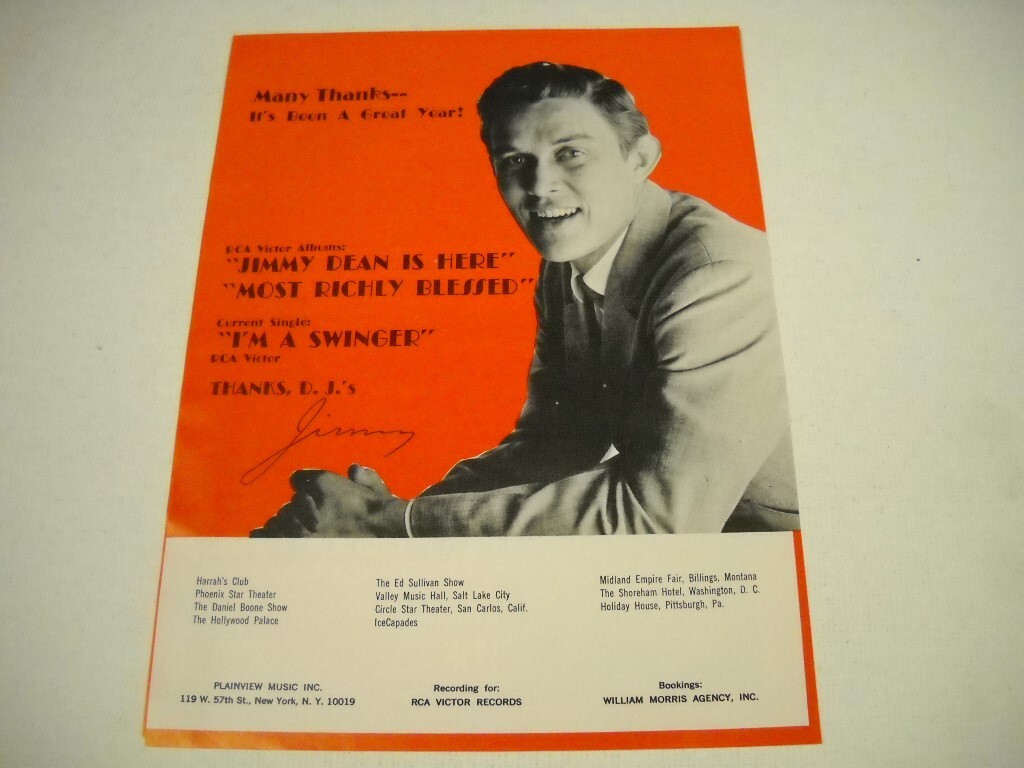 Many Thanks--
It's Been A Great Year!
RCA Victor Albums:
"JIMMY DEAN IS HERE"
"MOST RICHLY BLESSED"
Current Single:
"I'M A SWINGER"
RCA Victor
THANKS, D. J.'s
Jimmy
Harrah's Club
Phoenix Star Theater
The Daniel Boone Show
The Hollywood Palace
The Ed Sullivan Show
Valley Music Hall, Salt Lake City
Circle Star Theater, San Carlos, Calif.
IceCapades
Midland Empire Fair, Billings, Montana
The Shoreham Hotel, Washington, D. C.
Holiday House, Pittsburgh, Pa.
PLAINVIEW MUSIC INC.
119 W. 57th St., New York, N. Y. 10019
Recording for:
RCA VICTOR RECORDS
Bookings:
WILLIAM MORRIS AGENCY, INC.